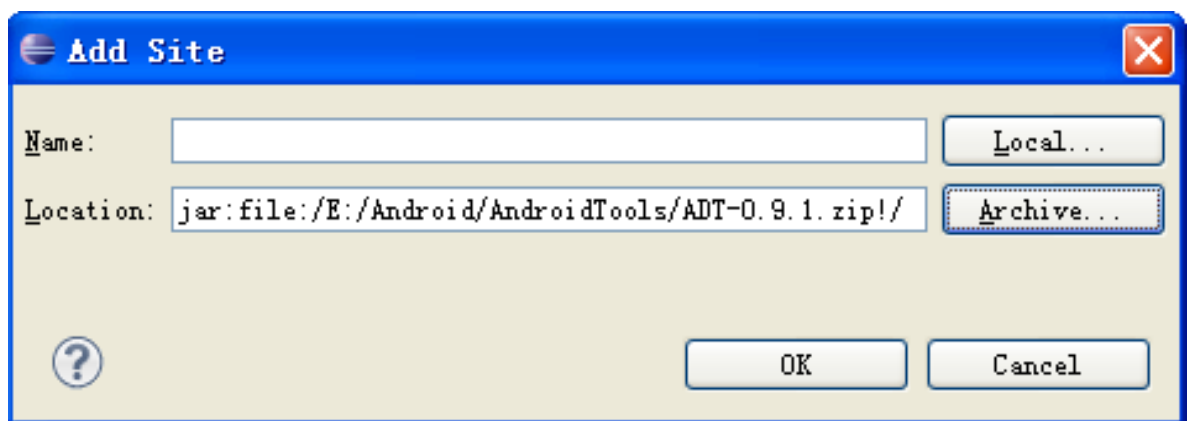 Add Site
Name:
Local...
Location:
jar:file:/E:/Android/AndroidTools/ADT-0.9.1.zip!/
Archive...
?
OK
Cancel